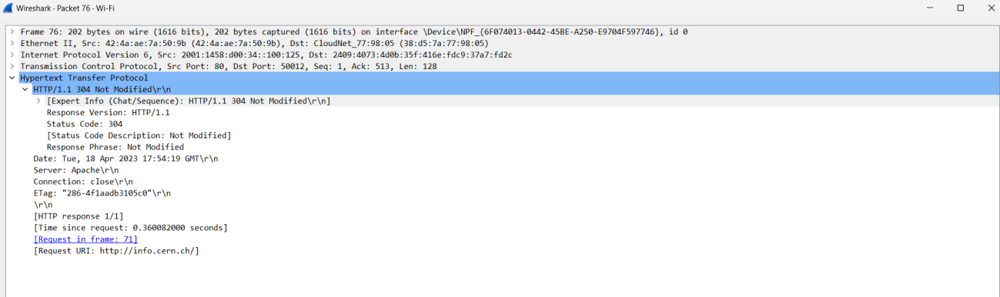 Wireshark · Packet 76 · Wi-Fi
Frame 76: 202 bytes on wire (1616 bits), 202 bytes captured (1616 bits) on interface \Device\NPF_{6F074013-0442-45BE-A250-E9704F597746}, id 0
Ethernet II, Src: 42:4a:ae:7a:50:9b (42:4a:ae:7a:50:9b), Dst: CloudNet_77:98:05 (38:d5:7a:77:98:05)
Internet Protocol Version 6, Src: 2001:1458:d00:34::100:125, Dst: 2409:4073:4d0b:35f:416e:fdc9:37a7:fd2c
Transmission Control Protocol, Src Port: 80, Dst Port: 50012, Seq: 1, Ack: 513, Len: 128
Hypertext Transfer Protocol
HTTP/1.1 304 Not Modified\r\n
[Expert Info (Chat/Sequence): HTTP/1.1 304 Not Modified\r\n]
Response Version: HTTP/1.1
Status Code: 304
[Status Code Description: Not Modified]
Response Phrase: Not Modified
Date: Tue, 18 Apr 2023 17:54:19 GMT\r\n
Server: Apache\r\n
Connection: close\r\n
ETag: "286-4f1aadb3105c0"\r\n
\r\n
[HTTP response 1/1]
[Time since request: 0.360082000 seconds]
[Request in frame: 71]
[Request URI: http://info.cern.ch/]